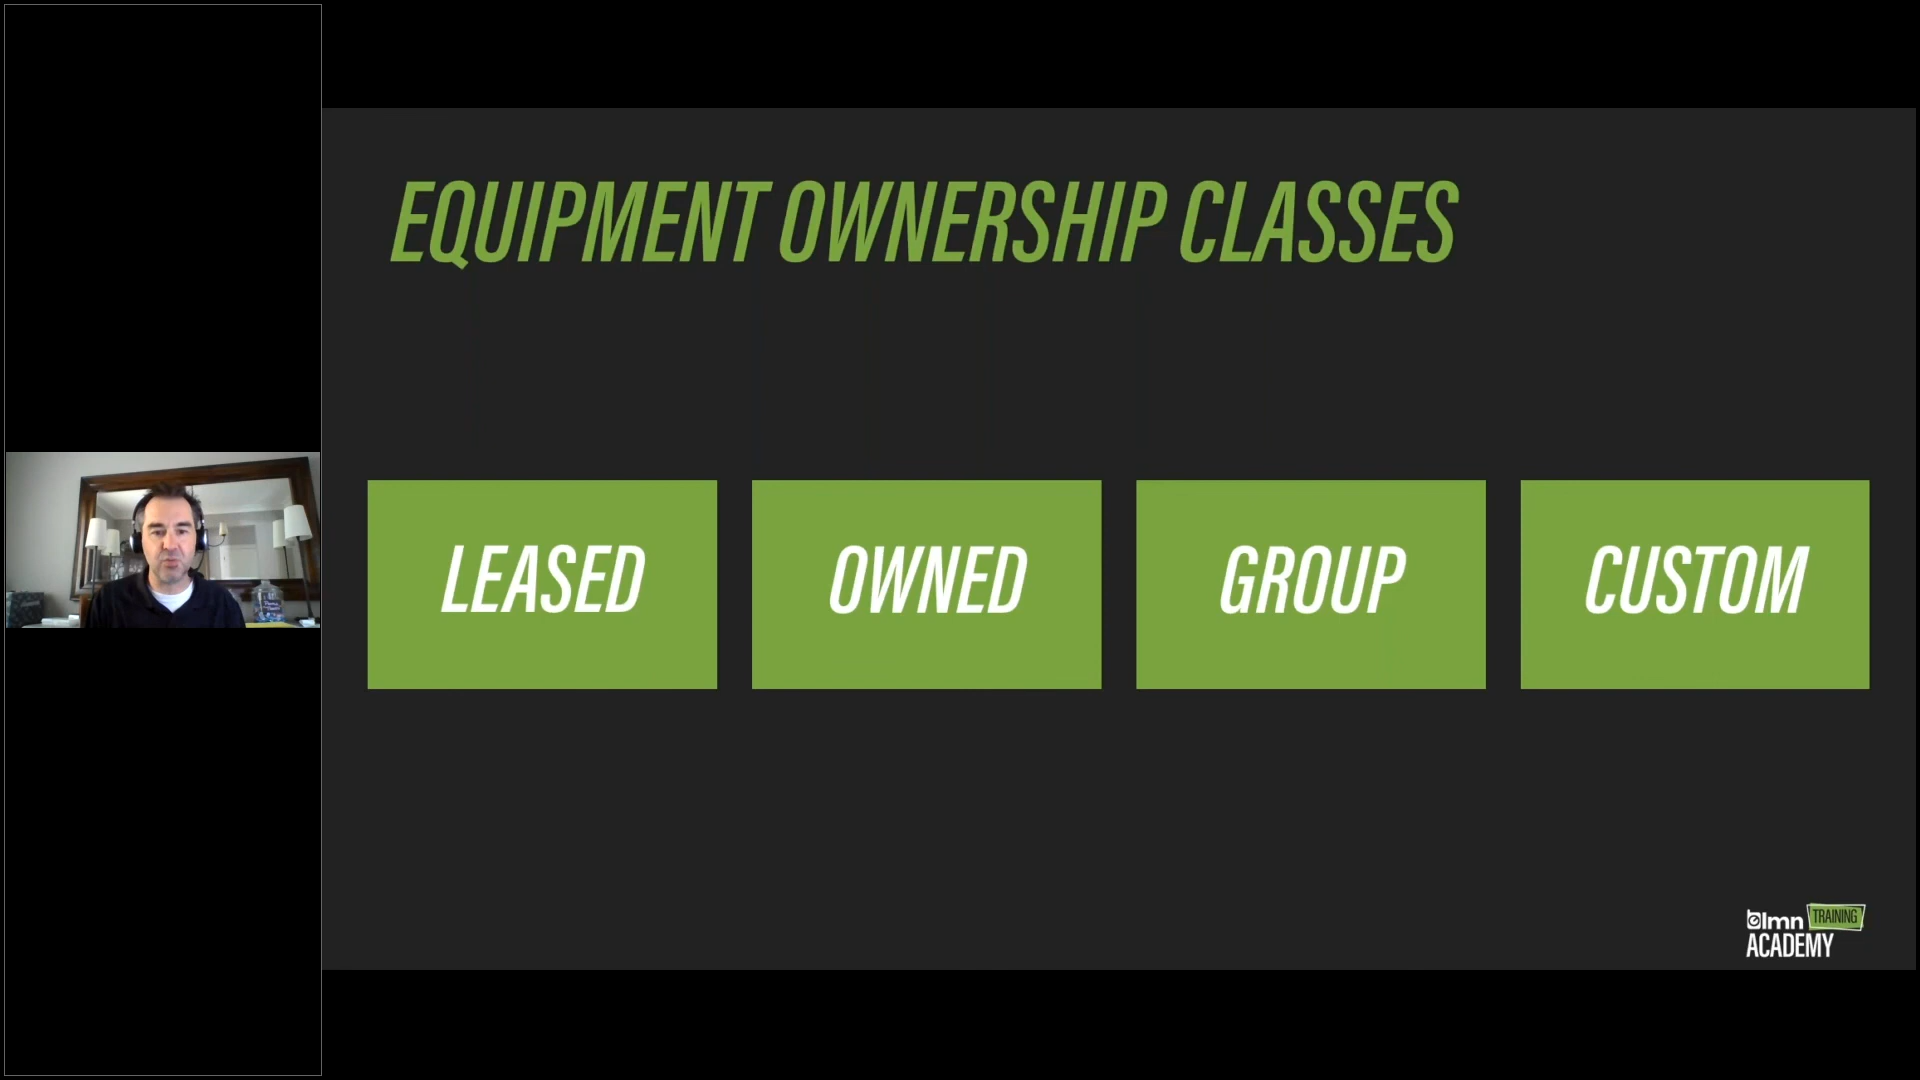 EQUIPMENT OWNERSHIP CLASSES
LEASED
OWNED
GROUP
CUSTOM
lmn TRAINING
ACADEMY